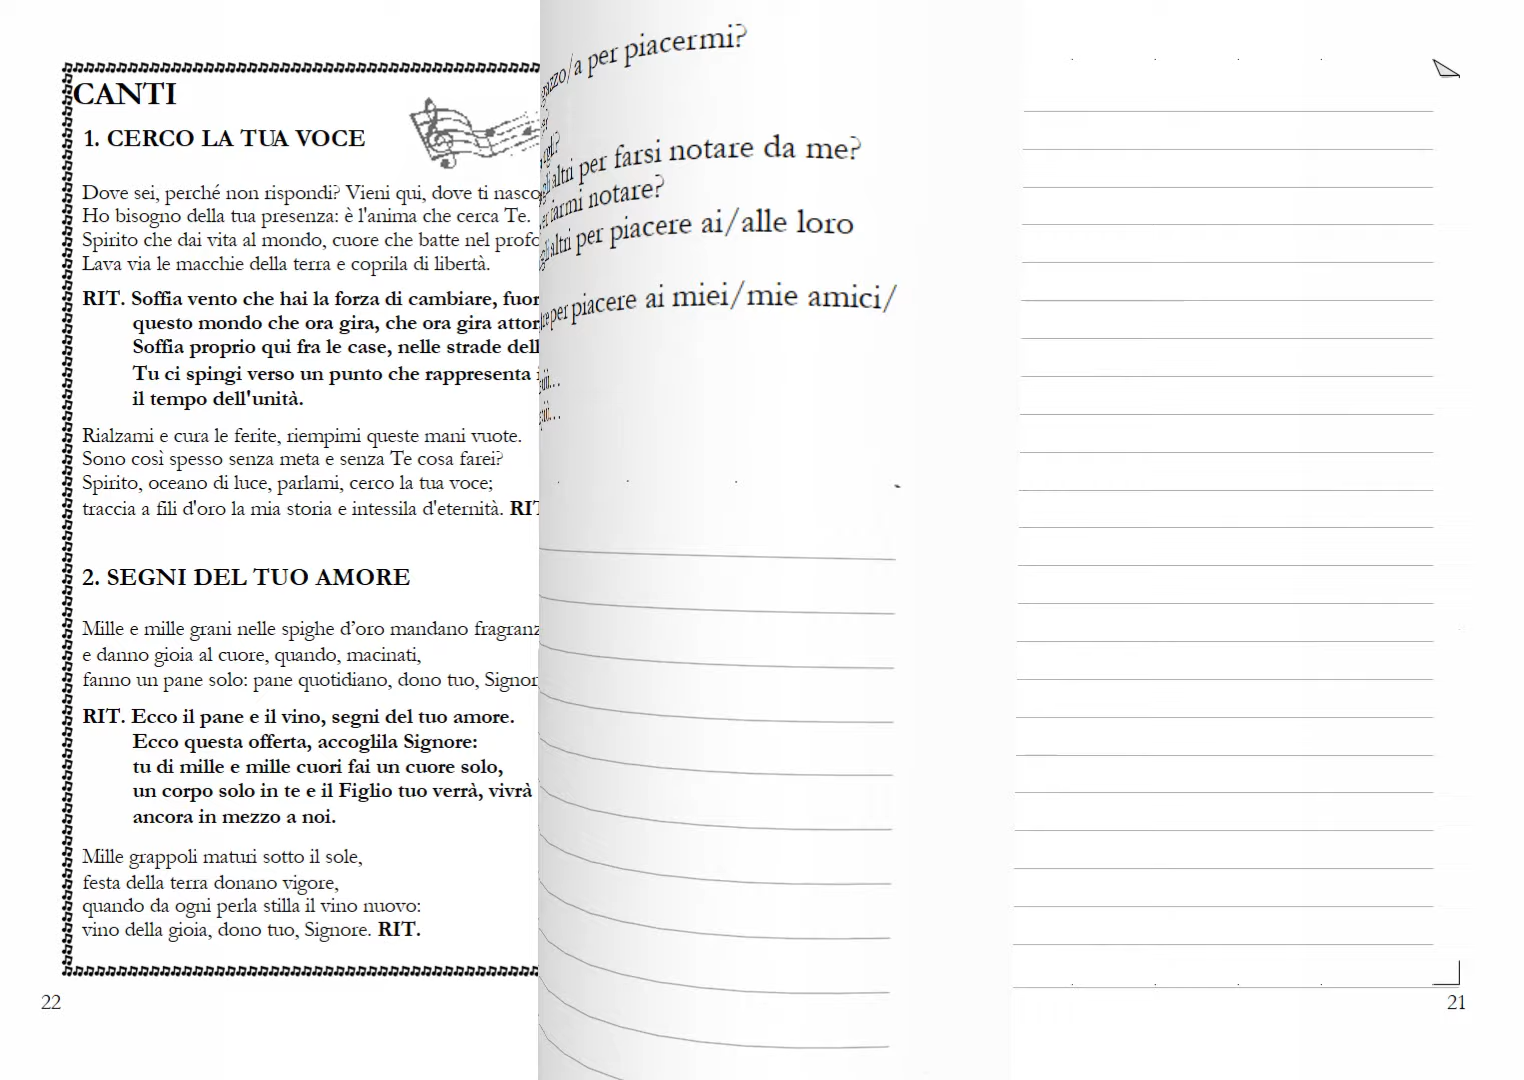 CANTI
1. CERCO LA TUA VOCE
Dove sei, perché non rispondi? Vieni qui, dove ti
Ho bisogno della tua presenza: è l'anima che cerca Te.
Spirito che dai vita al mondo, cuore che batte nel
Lava via le macchie della terra e coprila di libertà.
RIT. Soffia vento che hai la forza di cambiare,
questo mondo che ora gira, che ora gira
Soffia proprio qui fra le case, nelle strade
Tu ci spingi verso un punto che rappresenta
il tempo dell'unità.
Rialzami e cura le ferite, riempimi queste mani vuote.
Sono così spesso senza meta e senza Te cosa farei?
Spirito, oceano di luce, parlami, cerco la tua voce;
traccia a fili d'oro la mia storia e intessila d'eternità. RIT
2. SEGNI DEL TUO AMORE
Mille e mille grani nelle spighe d’oro mandano
e danno gioia al cuore, quando, macinati,
fanno un pane solo: pane quotidiano, dono tuo, Signor
RIT. Ecco il pane e il vino, segni del tuo amore.
Ecco questa offerta, accoglila Signore:
tu di mille e mille cuori fai un cuore solo,
un corpo solo in te e il Figlio tuo verrà, vivrà
ancora in mezzo a noi.
Mille grappoli maturi sotto il sole,
festa della terra donano vigore,
quando da ogni perla stilla il vino nuovo:
vino della gioia, dono tuo, Signore. RIT.
22
/a per piacermi?
altri per farsi notare da me?
farmi notare?
altri per piacere ai/alle loro
per piacere ai miei/mie amici/
21